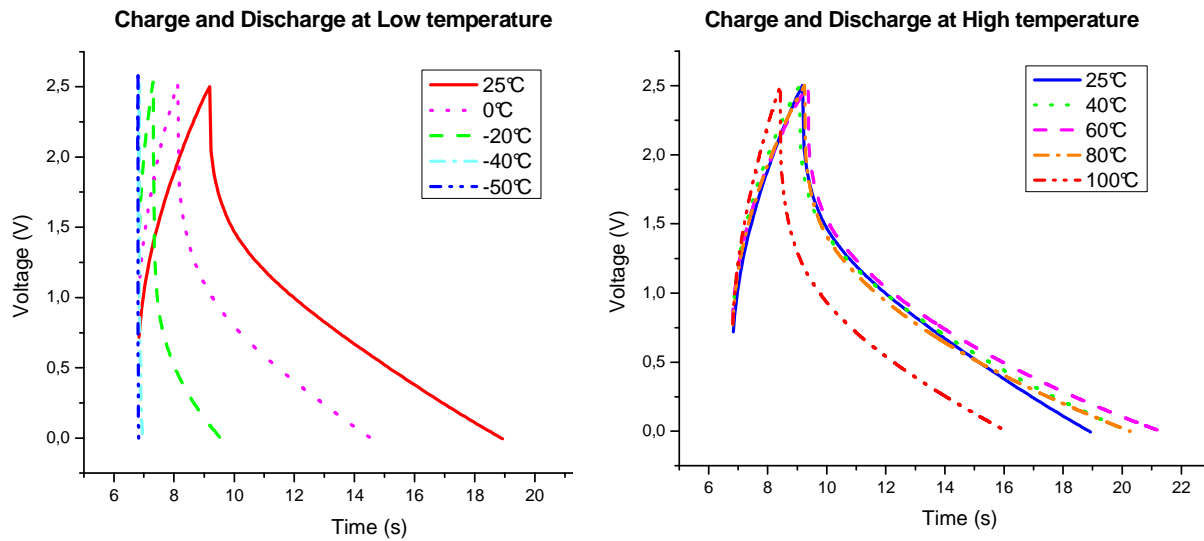 Charge and Discharge at Low temperature
2,5
2,0
1,5
1,0
0,5
0,0
Voltage (V)
25°C
0°C
-20°C
-40°C
-50°C
6 8 10 12 14 16 18 20
Time (s)
Charge and Discharge at High temperature
2,5
2,0
1,5
1,0
0,5
0,0
Voltage (V)
25°C
40°C
60°C
80°C
100°C
6 8 10 12 14 16 18 20 22
Time (s)